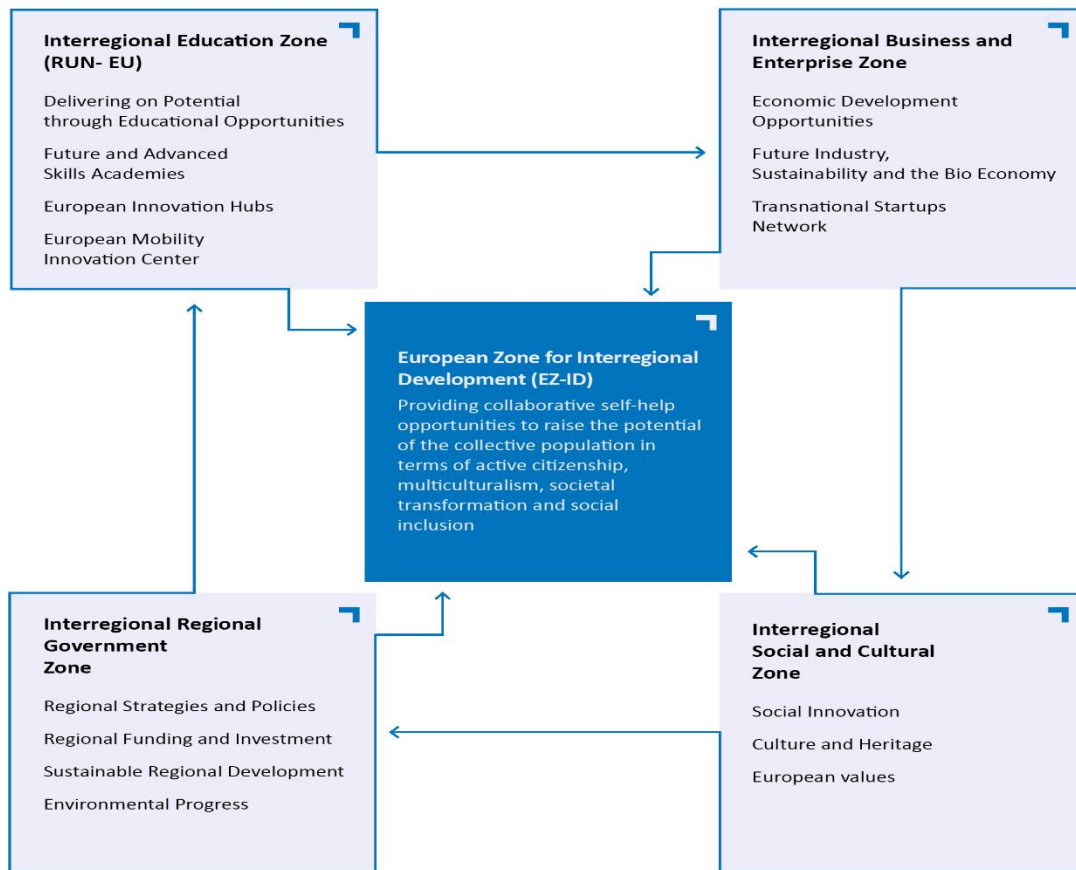 Interregional Education Zone
(RUN- EU)
Delivering on Potential
through Educational Opportunities
Future and Advanced
Skills Academies
European Innovation Hubs
European Mobility
Innovation Center
Interregional Business and
Enterprise Zone
Economic Development
Opportunities
Future Industry,
Sustainability and the Bio Economy
Transnational Startups
Network
European Zone for Interregional
Development (EZ-ID)
Providing collaborative self-help
opportunities to raise the potential
of the collective population in
terms of active citizenship,
multiculturalism, societal
transformation and social
inclusion
Interregional Regional
Government
Zone
Regional Strategies and Policies
Regional Funding and Investment
Sustainable Regional Development
Environmental Progress
Interregional
Social and Cultural
Zone
Social Innovation
Culture and Heritage
European values